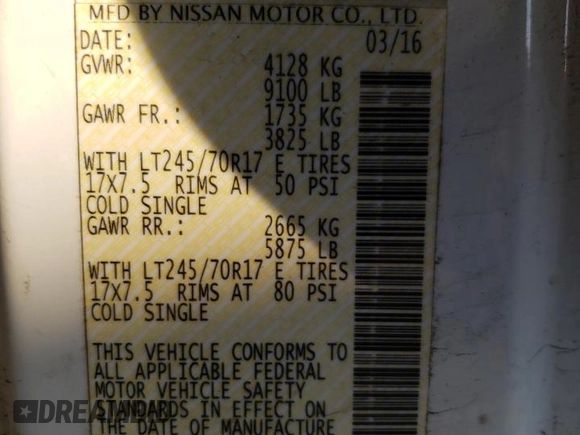 MFD BY NISSAN MOTOR CO., LTD.
DATE: 03/16
GVWR: 4128 KG
9100 LB
GAWR FR.: 1735 KG
3825 LB
WITH LT245/70R17 E TIRES
17X7.5 RIMS AT 50 PSI
COLD SINGLE
GAWR RR.: 2665 KG
5875 LB
WITH LT245/70R17 E TIRES
17X7.5 RIMS AT 80 PSI
COLD SINGLE
THIS VEHICLE CONFORMS TO
ALL APPLICABLE FEDERAL
MOTOR VEHICLE SAFETY
STANDARDS IN EFFECT ON
THE DATE OF MANUFACTURE